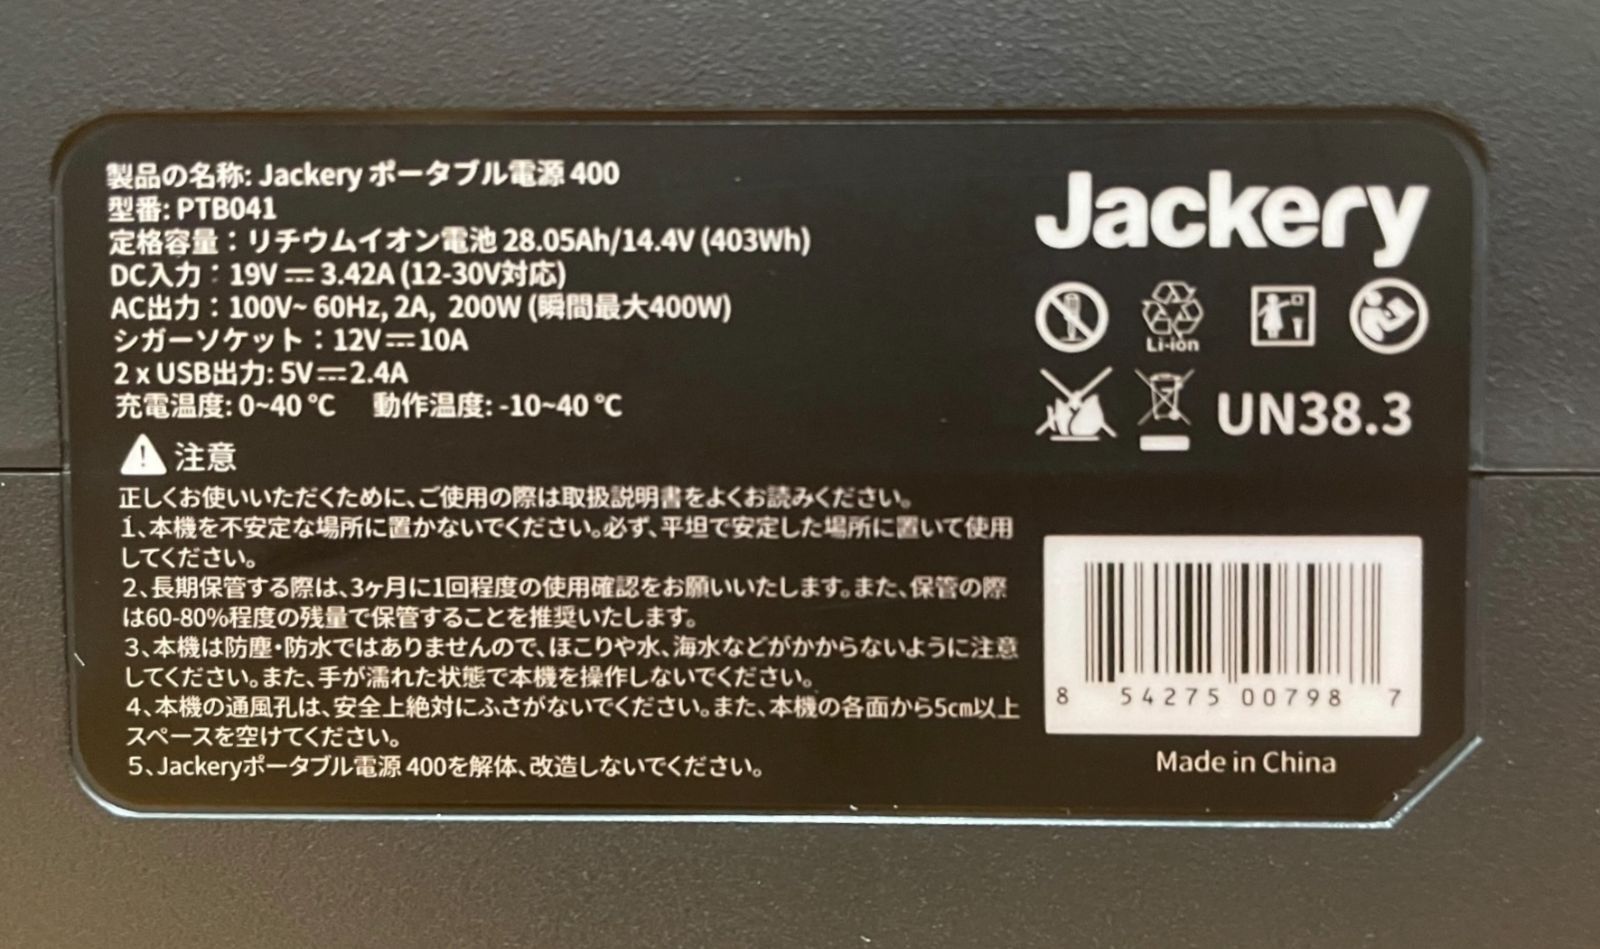 製品の名称: Jackery ポータブル電源 400
型番: PTB041
定格容量：リチウムイオン電池 28.05Ah/14.4V (403Wh)
DC入力：19V⎓3.42A (12-30V対応)
AC出力：100V~ 60Hz, 2A, 200W (瞬間最大400W)
シガーソケット：12V⎓10A
2 x USB出力: 5V⎓2.4A
充電温度: 0~40 ℃ 動作温度: -10~40 ℃
注意
正しくお使いいただくために、ご使用の際は取扱説明書をよくお読みください。
1、本機を不安定な場所に置かないでください。必ず、平坦で安定した場所に置いて使用
してください。
2、長期保管する際は、3ヶ月に1回程度の使用確認をお願いいたします。また、保管の際
は60-80%程度の残量で保管することを推奨いたします。
3、本機は防塵・防水ではありませんので、ほこりや水、海水などがかからないように注意
してください。また、手が濡れた状態で本機を操作しないでください。
4、本機の通風孔は、安全上絶対にふさがないでください。また、本機の各面から5㎝以上
スペースを空けてください。
5、Jackeryポータブル電源 400を解体、改造しないでください。
Jackery
Li-ion
UN38.3
8 54275 00798 7
Made in China